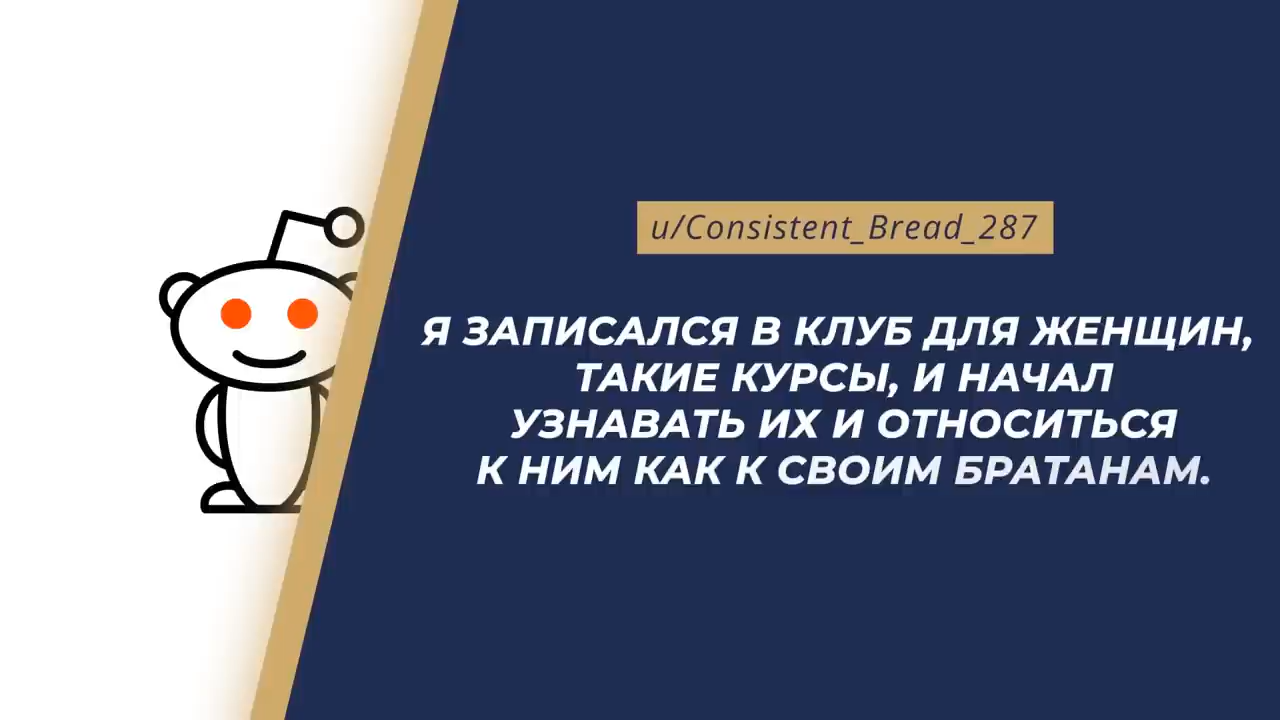 u/Consistent_Bread_287
Я ЗАПИСАЛСЯ В КЛУБ ДЛЯ ЖЕНЩИН,
ТАКИЕ КУРСЫ, И НАЧАЛ
УЗНАВАТЬ ИХ И ОТНОСИТЬСЯ
К НИМ КАК К СВОИМ БРАТАНАМ.